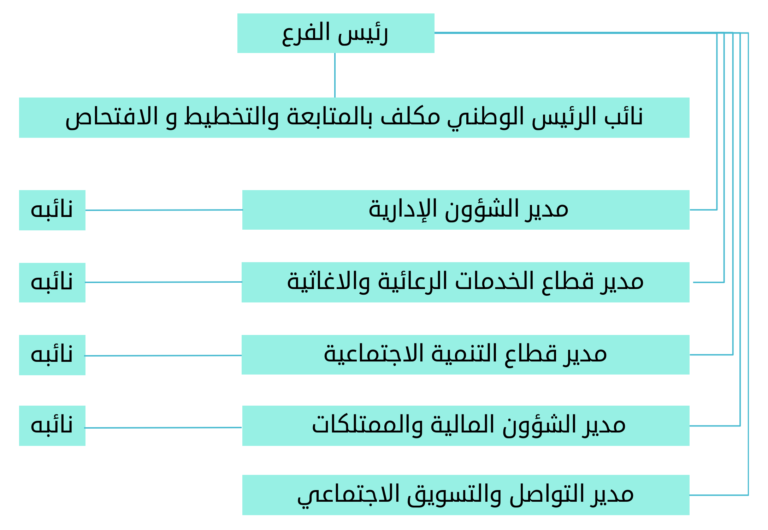 رئيس الفرع
نائب الرئيس الوطني مكلف بالمتابعة والتخطيط و الافتحاص
مدير الشؤون الإدارية
نائبه
مدير قطاع الخدمات الرعائية والاغاثية
نائبه
مدير قطاع التنمية الاجتماعية
نائبه
مدير الشؤون المالية والممتلكات
نائبه
مدير التواصل والتسويق الاجتماعي